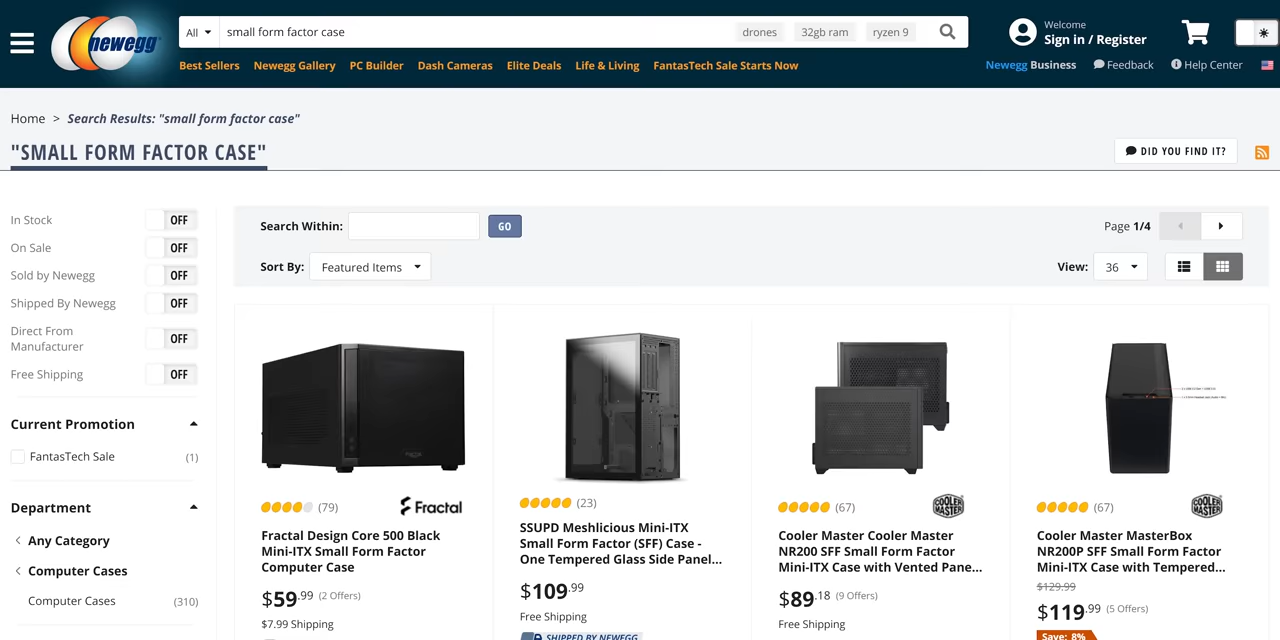 newegg
All
small form factor case
drones
32gb ram
ryzen 9
Welcome
Sign in / Register
Best Sellers
Newegg Gallery
PC Builder
Dash Cameras
Elite Deals
Life & Living
FantasTech Sale Starts Now
Newegg Business
Feedback
Help Center
Home > Search Results: "small form factor case"
"SMALL FORM FACTOR CASE"
DID YOU FIND IT?
In Stock
OFF
On Sale
OFF
Sold by Newegg
OFF
Shipped By Newegg
OFF
Direct From
Manufacturer
OFF
Free Shipping
OFF
Current Promotion
FantasTech Sale (1)
Department
Any Category
Computer Cases
Computer Cases (310)
Search Within:
GO
Page 1/4
Sort By:
Featured Items
View:
36
(79)
Fractal
Fractal Design Core 500 Black
Mini-ITX Small Form Factor
Computer Case
$59.99 (2 Offers)
$7.99 Shipping
(23)
SSUPD Meshlicious Mini-ITX
Small Form Factor (SFF) Case -
One Tempered Glass Side Panel...
$109.99
Free Shipping
SHIPPED BY NEWEGG
(67)
COOLER
MASTER
Cooler Master Cooler Master
NR200 SFF Small Form Factor
Mini-ITX Case with Vented Pane...
$89.18 (9 Offers)
Free Shipping
(67)
COOLER
MASTER
Cooler Master MasterBox
NR200P SFF Small Form Factor
Mini-ITX Case with Tempered...
$129.99
$119.99 (5 Offers)
Save: 8%